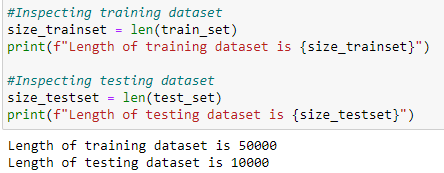 #Inspecting training dataset
size_trainset = len(train_set)
print(f"Length of training dataset is {size_trainset}")
#Inspecting testing dataset
size_testset = len(test_set)
print(f"Length of testing dataset is {size_testset}")
Length of training dataset is 50000
Length of testing dataset is 10000